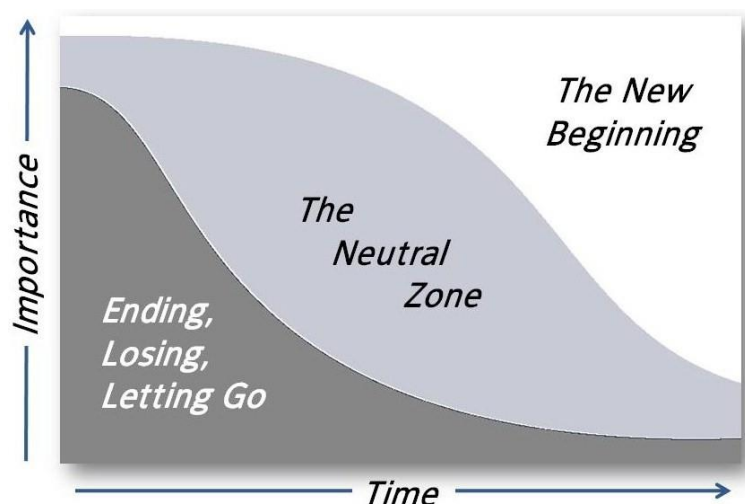 Importance
The New
Beginning
The
Neutral
Zone
Ending,
Losing,
Letting Go
Time